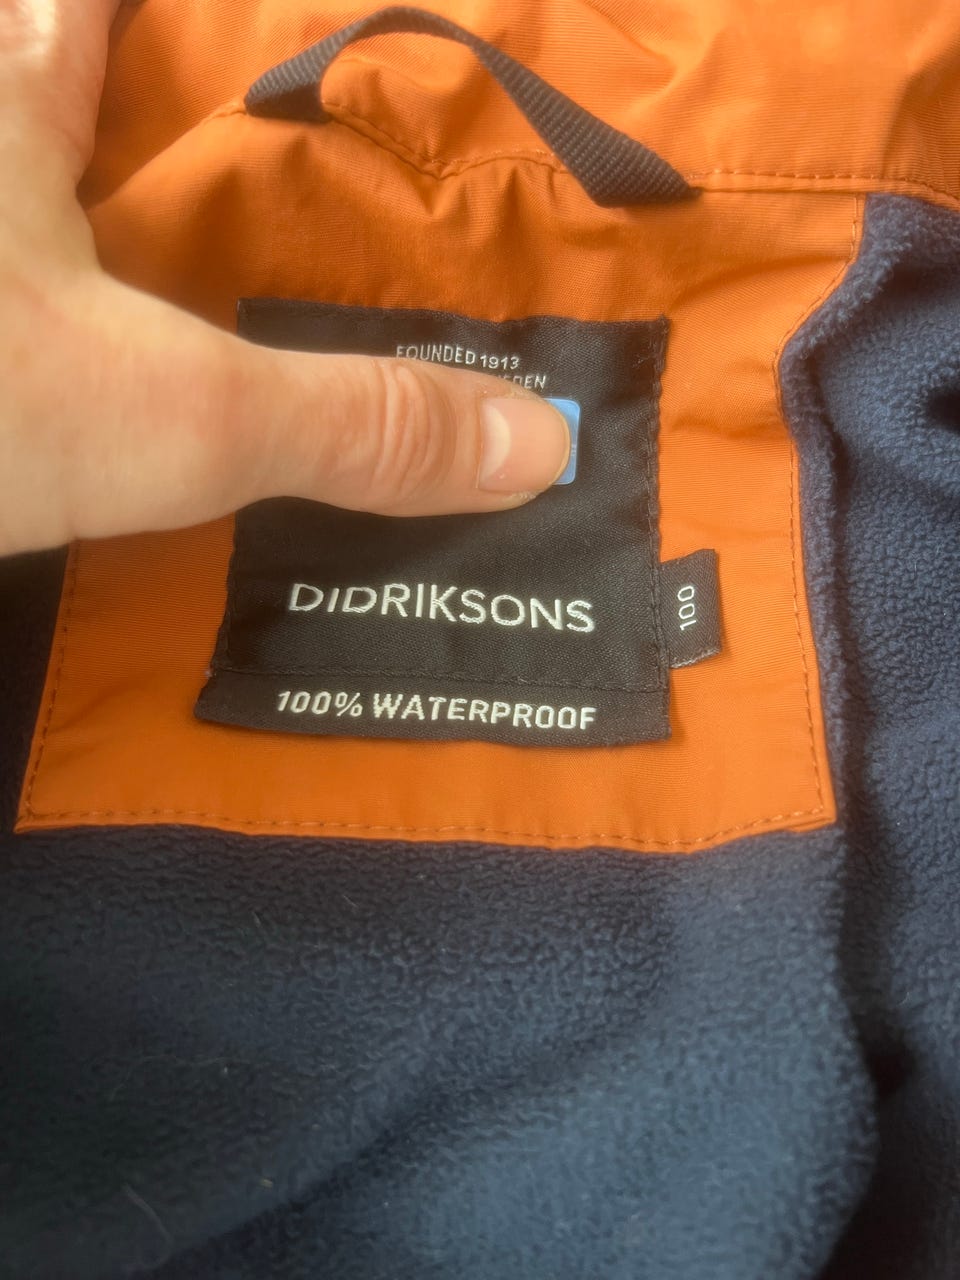 FOUNDED 1913
DIDRIKSONS
100
100% WATERPROOF